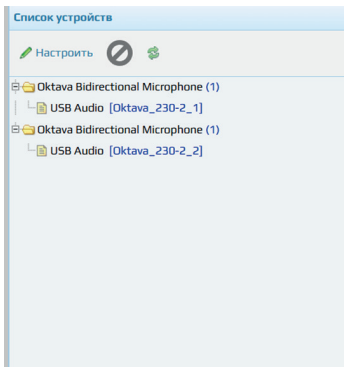 Список устройств
Настроить
Oktava Bidirectional Microphone (1)
USB Audio [Oktava_230-2_1]
Oktava Bidirectional Microphone (1)
USB Audio [Oktava_230-2_2]